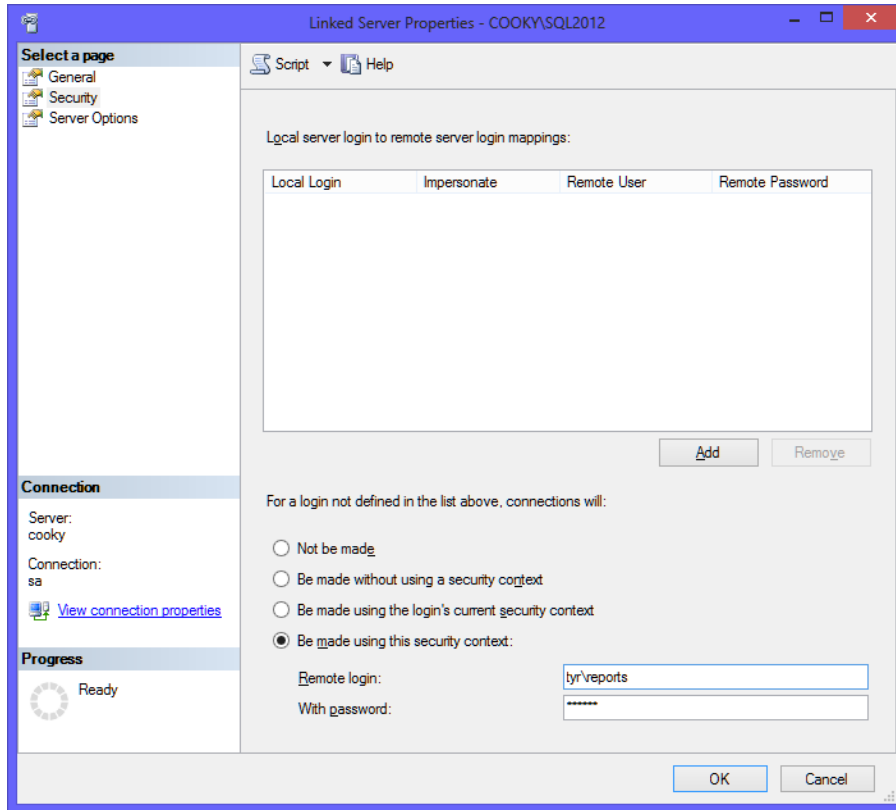 Linked Server Properties - COOKY\SQL2012
Select a page
General
Security
Server Options
Script
Help
Local server login to remote server login mappings:
Local Login Impersonate Remote User Remote Password
Add Remove
For a login not defined in the list above, connections will:
Not be made
Be made without using a security context
Be made using the login's current security context
Be made using this security context:
Remote login: tyr\reports
With password: ******
Connection
Server:
cooky
Connection:
sa
View connection properties
Progress
Ready
OK Cancel